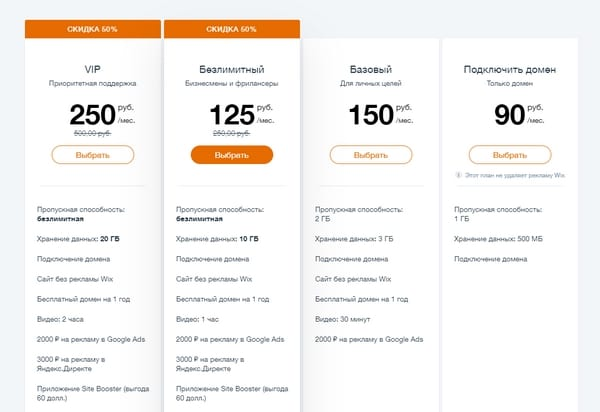 СКИДКА 50%
VIP
Приоритетная поддержка
250 руб. /мес.
500,00 руб.
Выбрать
Пропускная способность:
безлимитная
Хранение данных: 20 ГБ
Подключение домена
Сайт без рекламы Wix
Бесплатный домен на 1 год
Видео: 2 часа
2000 ₽ на рекламу в Google Ads
3000 ₽ на рекламу в
Яндекс.Директе
Приложение Site Booster (выгода
60 долл.)
СКИДКА 50%
Безлимитный
Бизнесмены и фрилансеры
125 руб. /мес.
250,00 руб.
Выбрать
Пропускная способность:
безлимитная
Хранение данных: 10 ГБ
Подключение домена
Сайт без рекламы Wix
Бесплатный домен на 1 год
Видео: 1 час
2000 ₽ на рекламу в Google Ads
3000 ₽ на рекламу в
Яндекс.Директе
Приложение Site Booster (выгода
60 долл.)
Базовый
Для личных целей
150 руб. /мес.
Выбрать
Пропускная способность:
2 ГБ
Хранение данных: 3 ГБ
Подключение домена
Сайт без рекламы Wix
Бесплатный домен на 1 год
Видео: 30 минут
2000 ₽ на рекламу в Google Ads
Подключить домен
Только домен
90 руб. /мес.
Выбрать
Этот план не удаляет рекламу Wix
Пропускная способность:
1 ГБ
Хранение данных: 500 МБ
Подключение домена